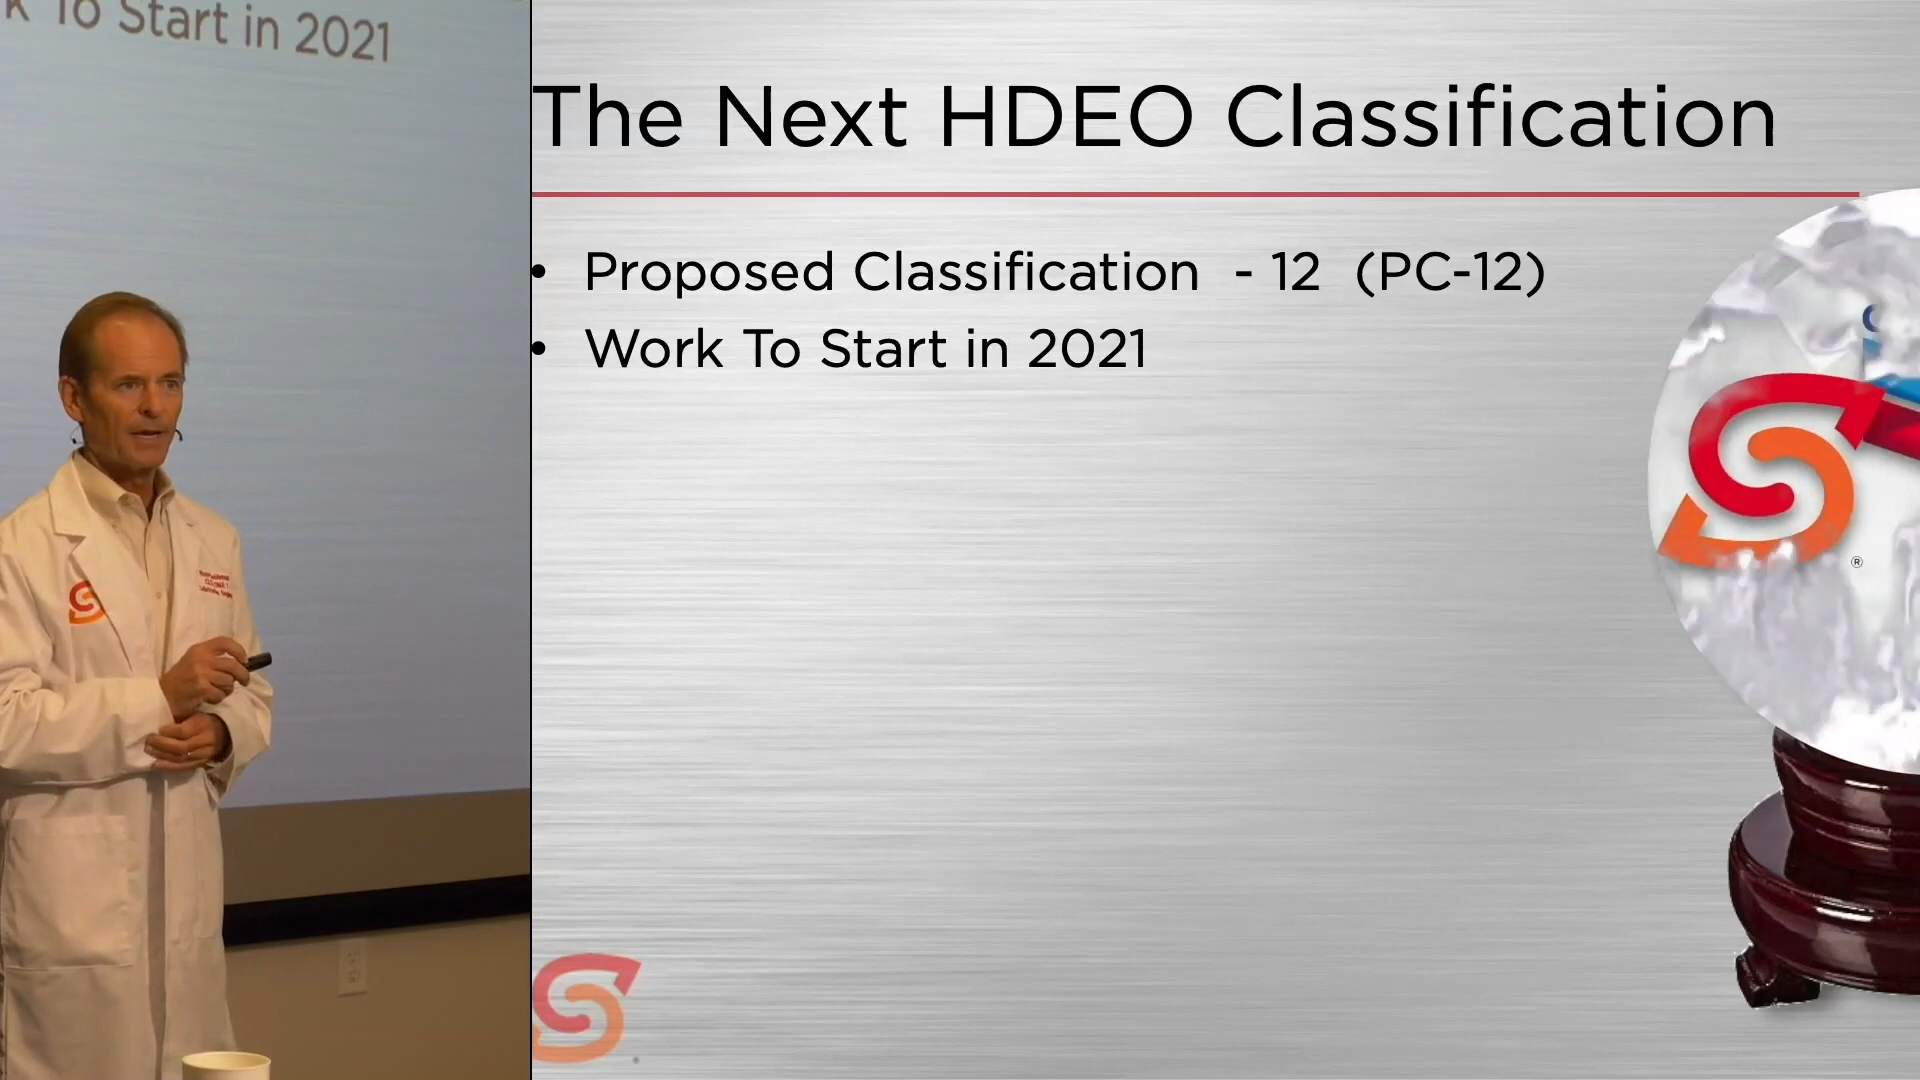 To Start in 2021
The Next HDEO Classification
• Proposed Classification - 12 (PC-12)
• Work To Start in 2021
®